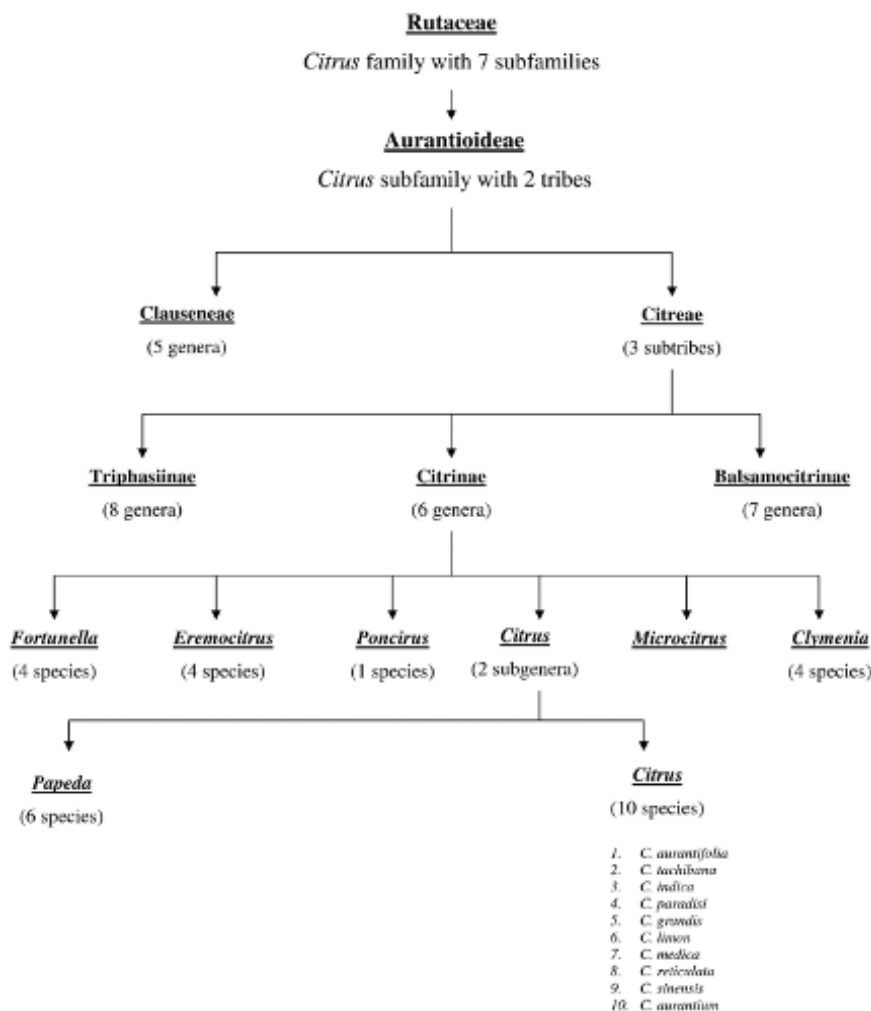 Rutaceae
Citrus family with 7 subfamilies
Aurantioideae
Citrus subfamily with 2 tribes
Clauseneae
(5 genera)
Citreae
(3 subtribes)
Triphasiinae
(8 genera)
Citrinae
(6 genera)
Balsamocitrinae
(7 genera)
Fortunella
(4 species)
Eremocitrus
(4 species)
Poncirus
(1 species)
Citrus
(2 subgenera)
Microcitrus
Clymenia
(4 species)
Papeda
(6 species)
Citrus
(10 species)
1. C. aurantifolia
2. C. tachibana
3. C. indica
4. C. paradisi
5. C. grandis
6. C. limon
7. C. medica
8. C. reticulata
9. C. sinensis
10. C. aurantium